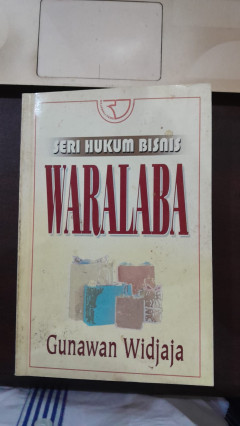 SERI HUKUM BISNIS
WARALABA
Gunawan Widjaja